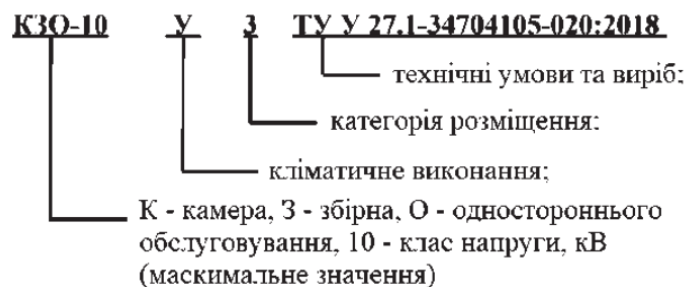 КЗО-10 У 3 ТУ У 27.1-34704105-020:2018
технічні умови та виріб;
категорія розміщення:
кліматичне виконання;
К - камера, З - збірна, О - одностороннього
обслуговування, 10 - клас напруги, кВ
(маскимальне значення)